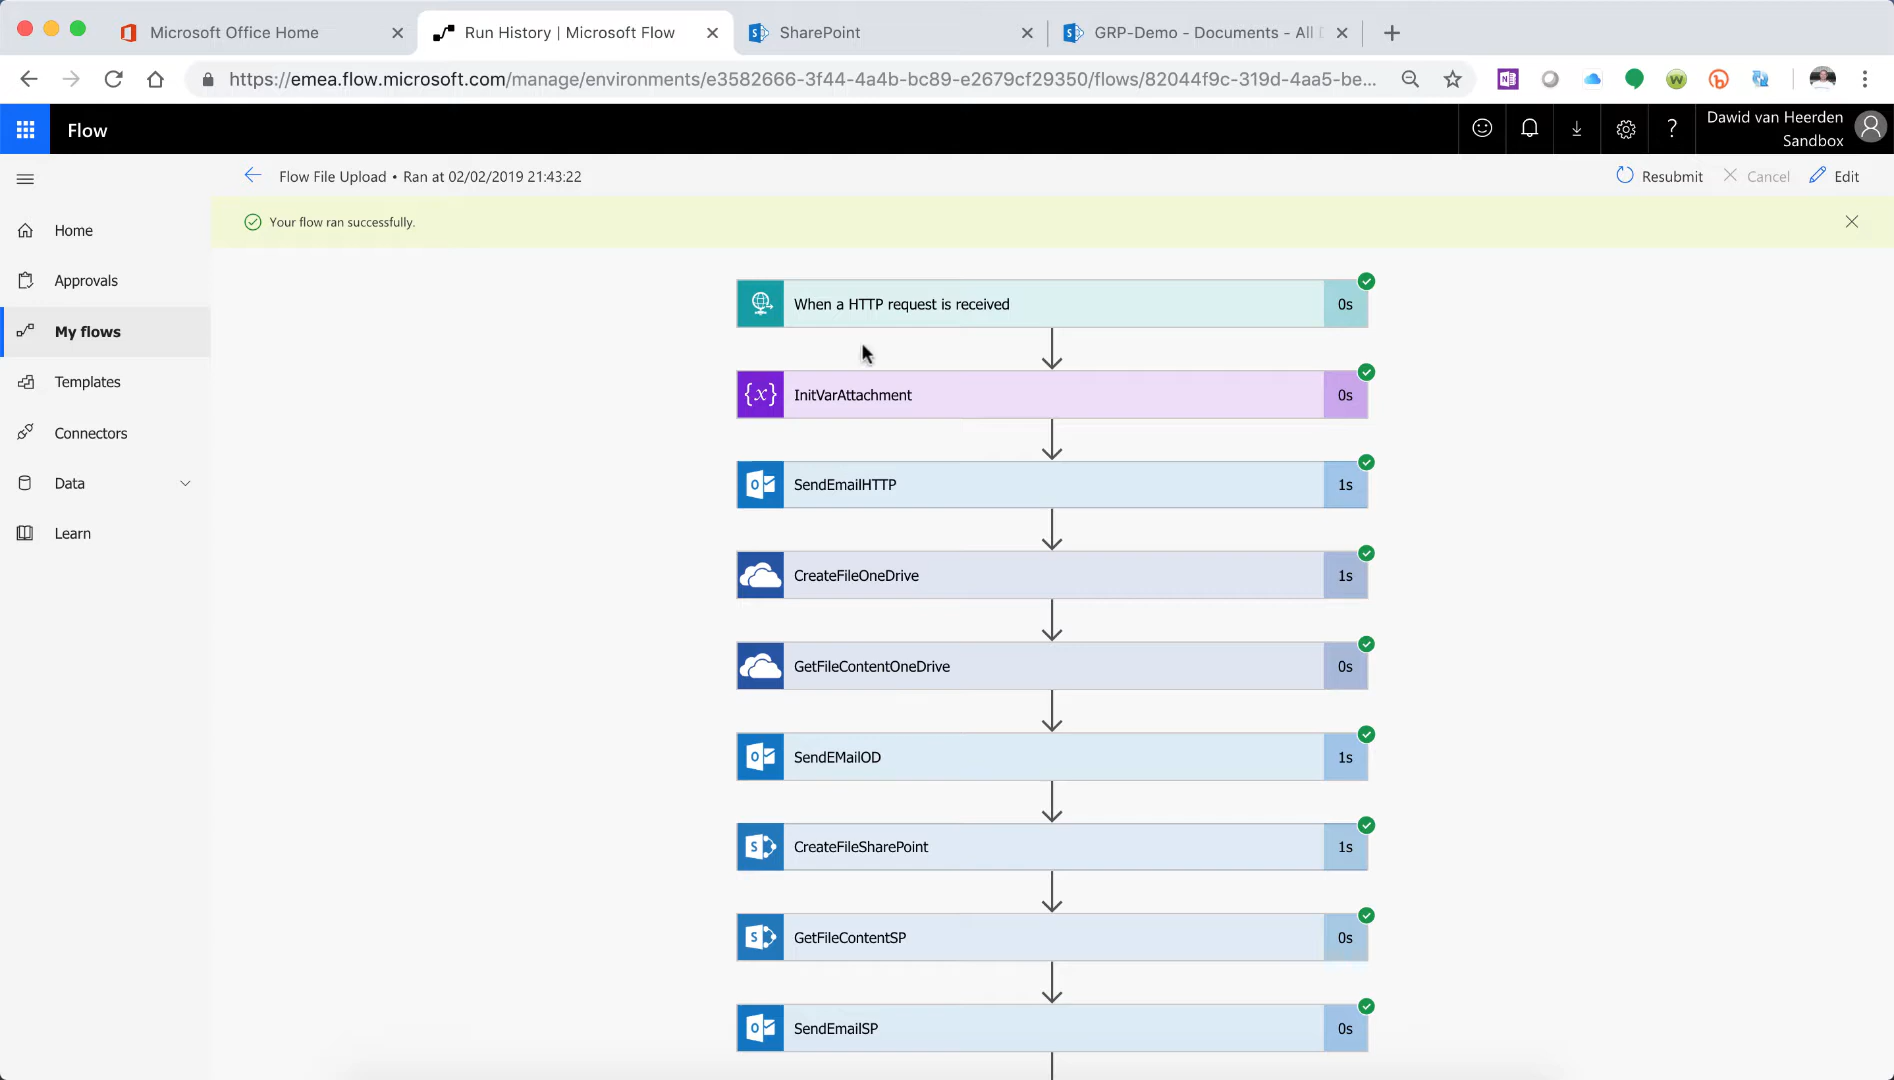 Microsoft Office Home
Run History | Microsoft Flow
SharePoint
GRP-Demo - Documents - All
https://emea.flow.microsoft.com/manage/environments/e3582666-3f44-4a4b-bc89-e2679cf29350/flows/82044f9c-319d-4aa5-be...
Flow
Dawid van Heerden
Sandbox
Flow File Upload • Ran at 02/02/2019 21:43:22
Resubmit
Cancel
Edit
Your flow ran successfully.
Home
Approvals
My flows
Templates
Connectors
Data
Learn
When a HTTP request is received 0s
InitVarAttachment 0s
SendEmailHTTP 1s
CreateFileOneDrive 1s
GetFileContentOneDrive 0s
SendEMailOD 1s
CreateFileSharePoint 1s
GetFileContentSP 0s
SendEmailSP 0s